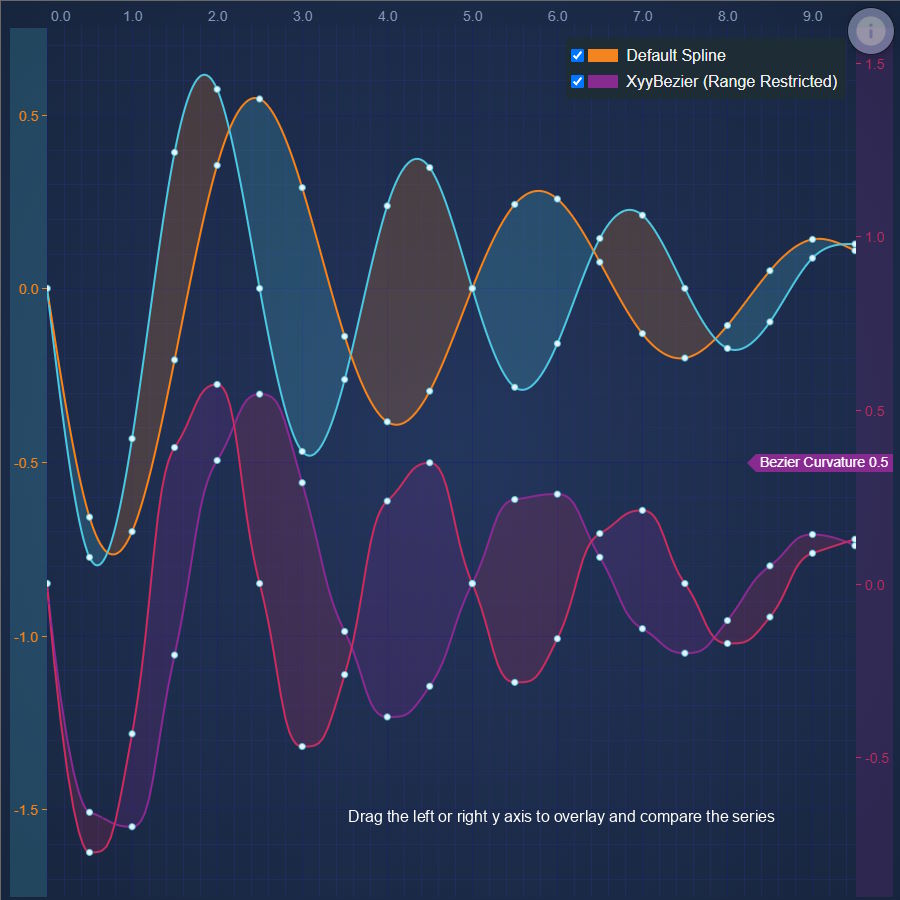 0.0 1.0 2.0 3.0 4.0 5.0 6.0 7.0 8.0 9.0
i
Default Spline
XyyBezier (Range Restricted)
1.5
0.5
1.0
0.0
0.5
-0.5
Bezier Curvature 0.5
0.0
-1.0
-0.5
-1.5
Drag the left or right y axis to overlay and compare the series